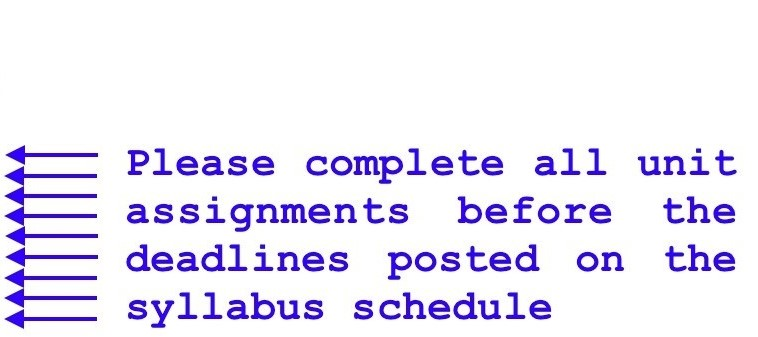 Please complete all unit
assignments before the
deadlines posted on the
syllabus schedule